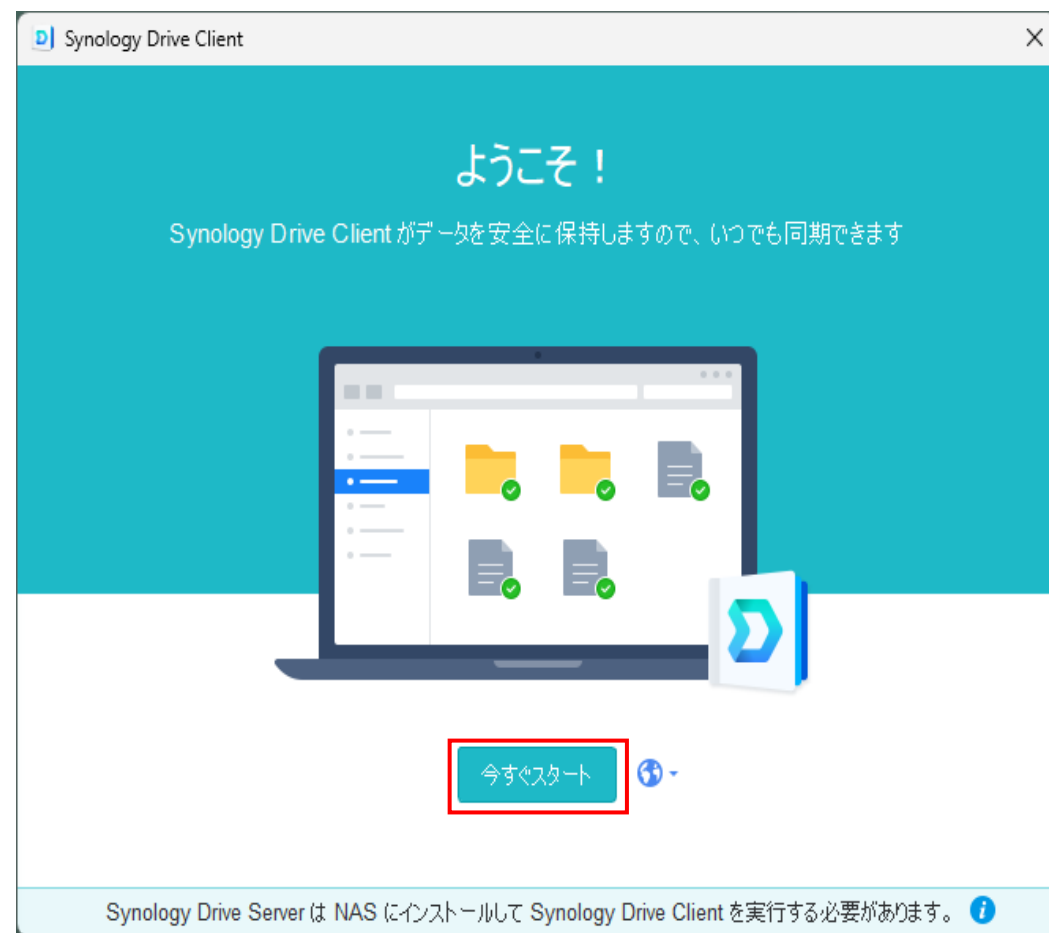 Synology Drive Client
ようこそ！
Synology Drive Client がデータを安全に保持しますので、いつでも同期できます
今すぐスタート
Synology Drive Server は NAS にインストールして Synology Drive Client を実行する必要があります。